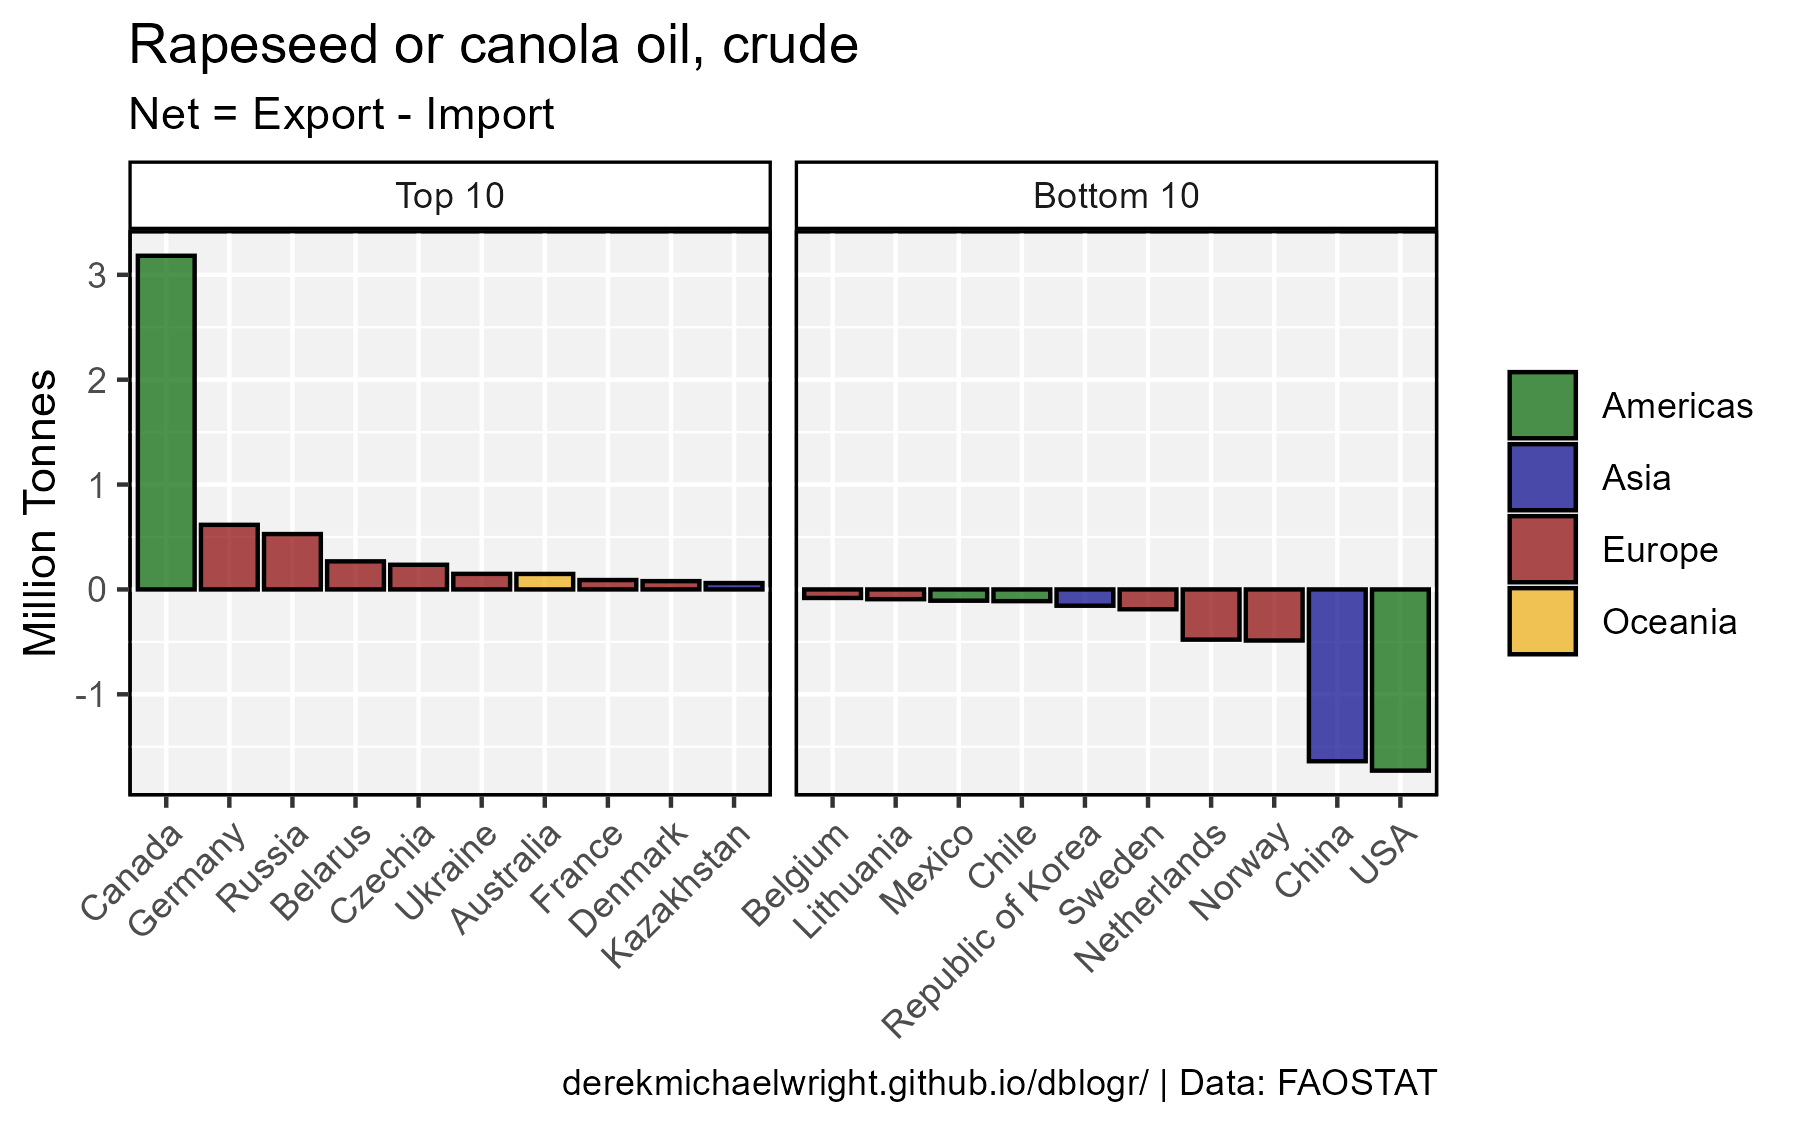 Rapeseed or canola oil, crude
Net = Export - Import
Top 10
Bottom 10
Million Tonnes
3
2
1
0
-1
Canada
Germany
Russia
Belarus
Czechia
Ukraine
Australia
France
Denmark
Kazakhstan
Belgium
Lithuania
Mexico
Chile
Republic of Korea
Sweden
Netherlands
Norway
China
USA
Americas
Asia
Europe
Oceania
derekmichaelwright.github.io/dblogr/ | Data: FAOSTAT